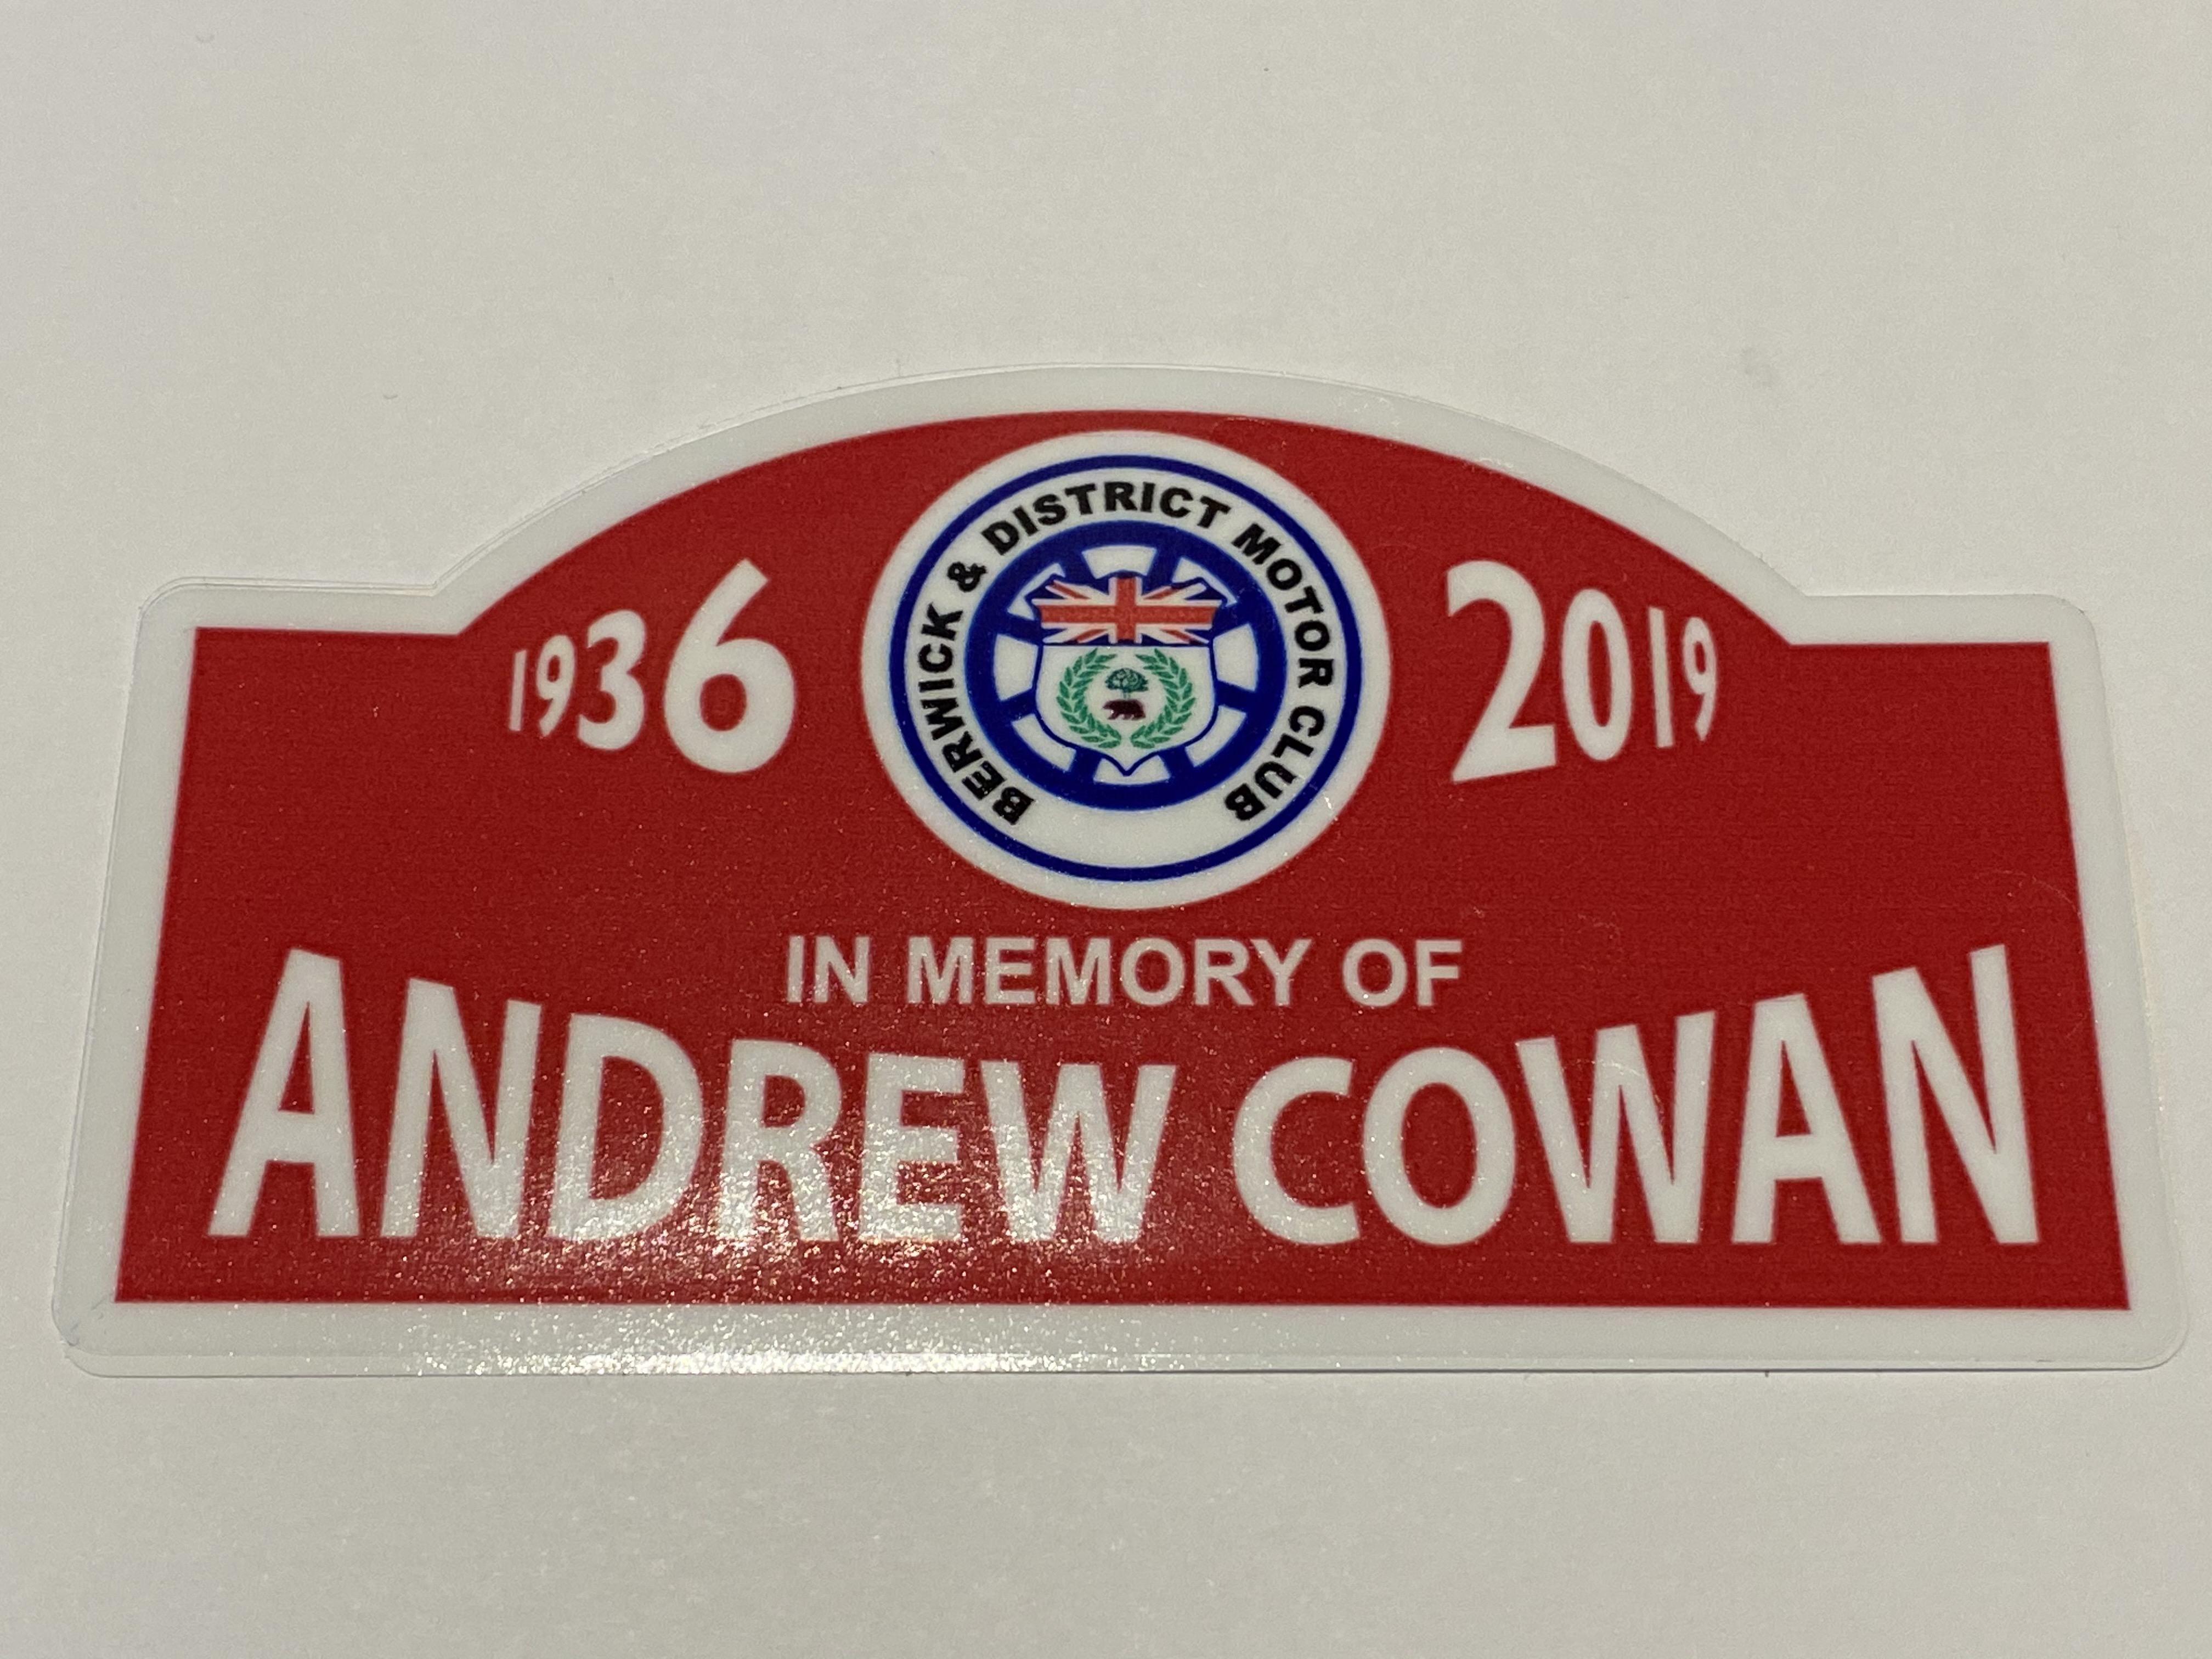 BERWICK & DISTRICT MOTOR CLUB
1936 2019
IN MEMORY OF
ANDREW COWAN